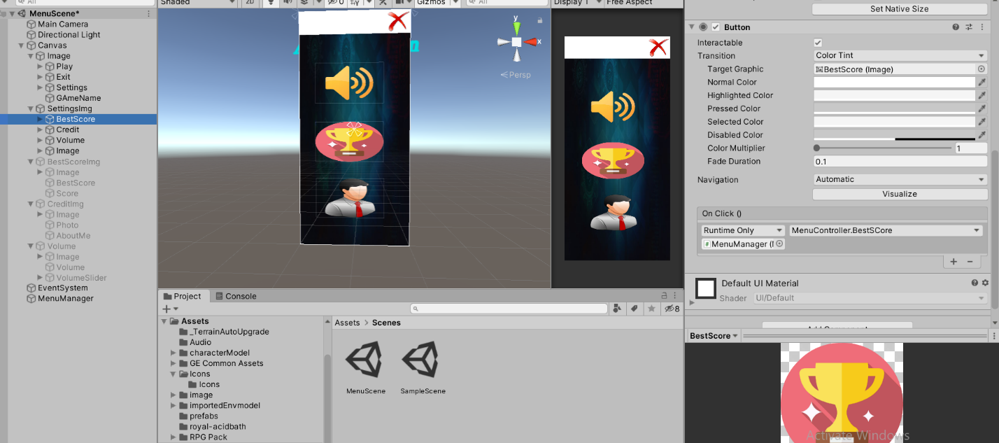 All
MenuScene*
Main Camera
Directional Light
Canvas
Image
Play
Exit
Settings
GAmeName
SettingsImg
BestScore
Credit
Volume
Image
BestScoreImg
Image
BestScore
Score
CreditImg
Image
Photo
AboutMe
Volume
Image
Volume
VolumeSlider
EventSystem
MenuManager
Shaded
2D
0
Gizmos
All
y
x
Persp
Display 1
Free Aspect
Project
Console
8
Assets
_TerrainAutoUpgrade
Audio
characterModel
GE Common Assets
Icons
Icons
image
importedEnvmodel
prefabs
royal-acidbath
RPG Pack
Assets > Scenes
MenuScene
SampleScene
Set Native Size
Button
Interactable
Transition
Color Tint
Target Graphic
BestScore (Image)
Normal Color
Highlighted Color
Pressed Color
Selected Color
Disabled Color
Color Multiplier
1
Fade Duration
0.1
Navigation
Automatic
Visualize
On Click ()
Runtime Only
MenuController.BestSCore
MenuManager (
Default UI Material
Shader
UI/Default
Add Component
BestScore
Activate Windows